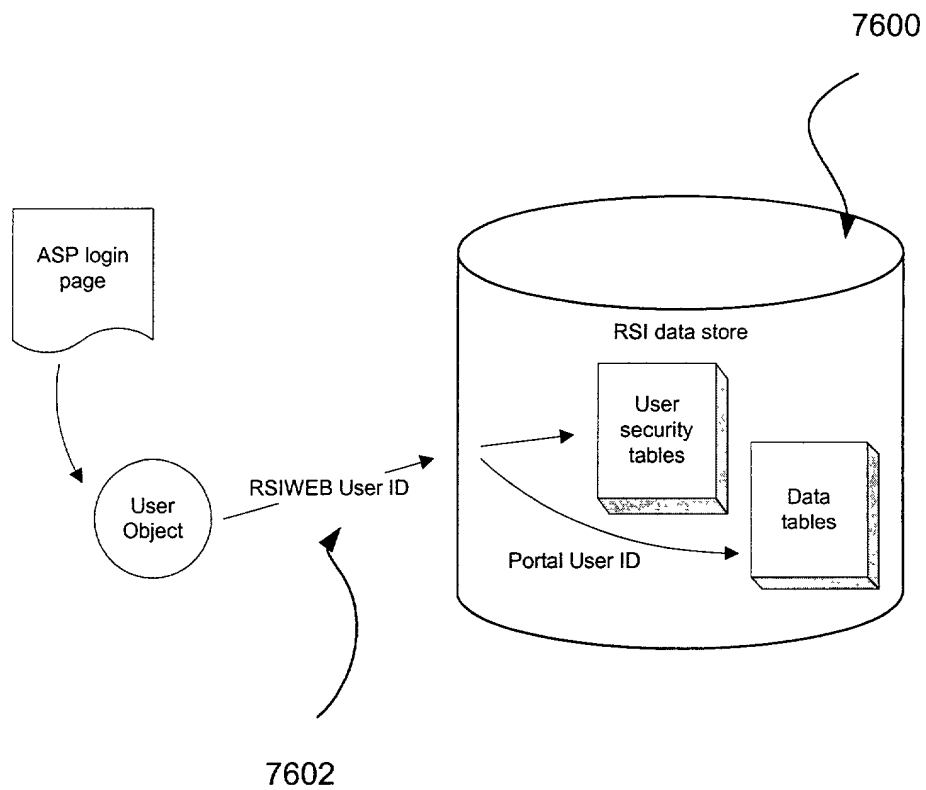 7600
ASP login
page
RSI data store
User
security
tables
RSIWEB User ID
User
Object
Data
tables
Portal User ID
7602